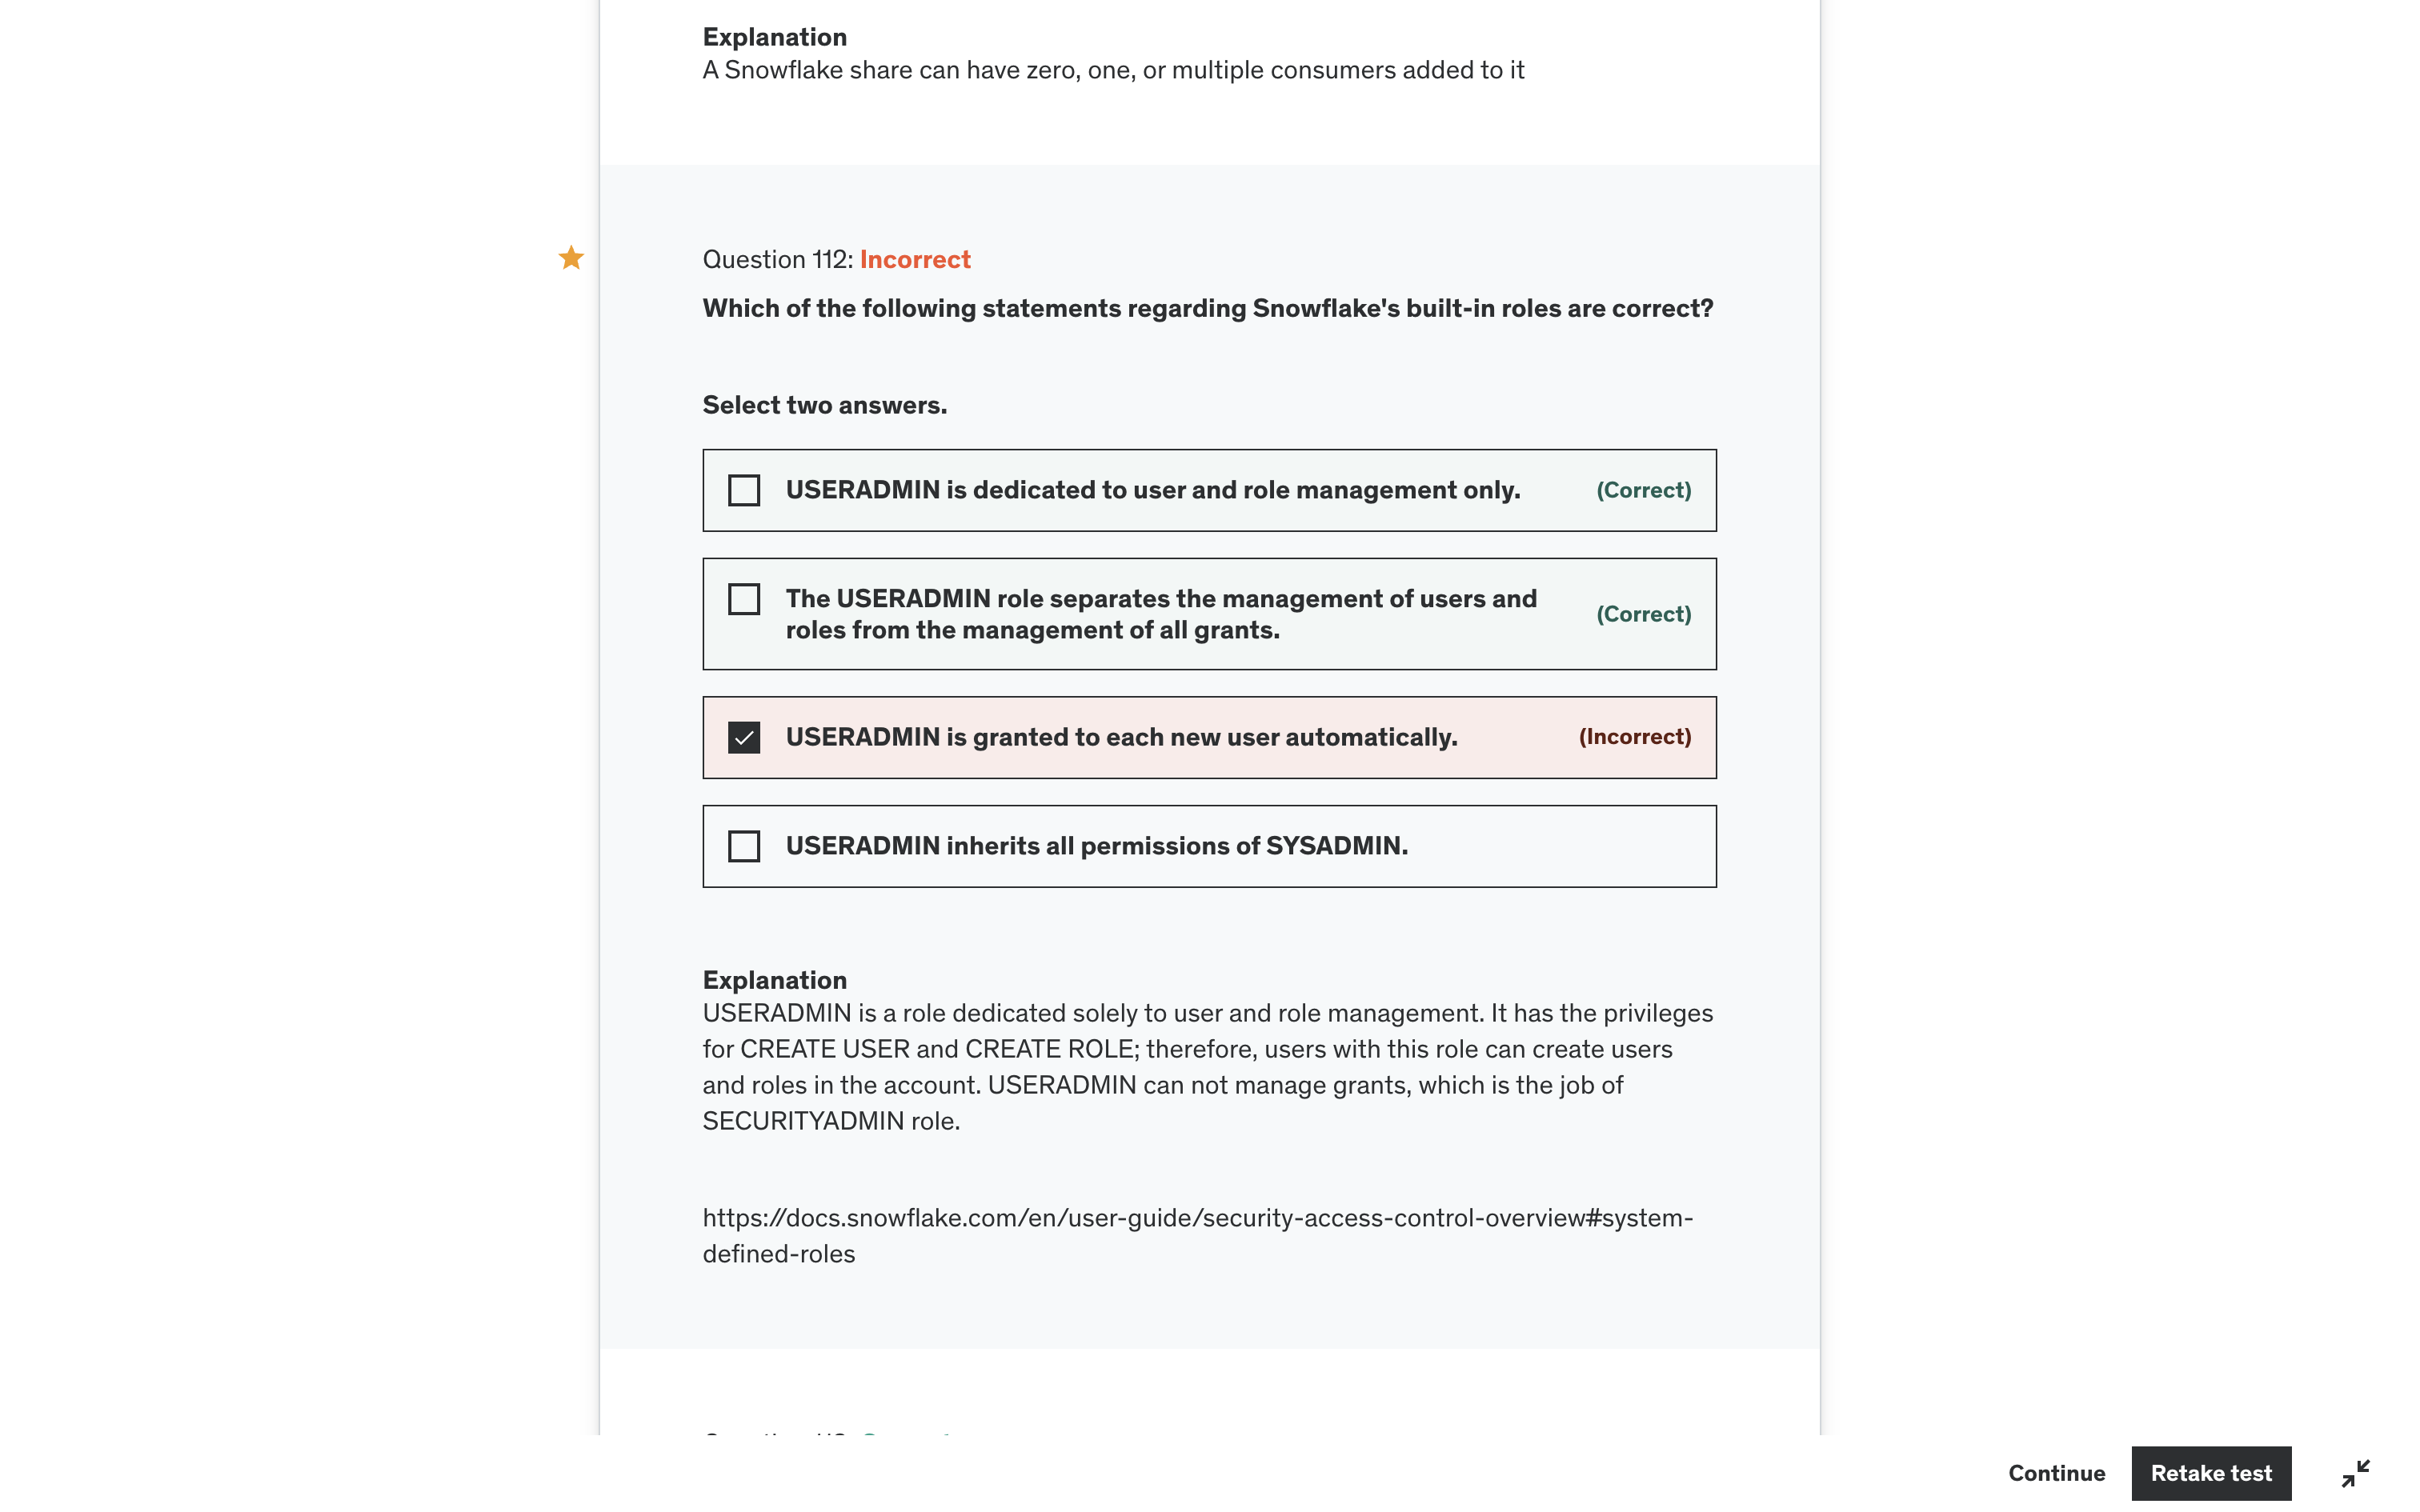 Explanation
A Snowflake share can have zero, one, or multiple consumers added to it
Question 112: Incorrect
Which of the following statements regarding Snowflake's built-in roles are correct?
Select two answers.
USERADMIN is dedicated to user and role management only. (Correct)
The USERADMIN role separates the management of users and
roles from the management of all grants.
(Correct)
USERADMIN is granted to each new user automatically. (Incorrect)
USERADMIN inherits all permissions of SYSADMIN.
Explanation
USERADMIN is a role dedicated solely to user and role management. It has the privileges
for CREATE USER and CREATE ROLE; therefore, users with this role can create users
and roles in the account. USERADMIN can not manage grants, which is the job of
SECURITYADMIN role.
https://docs.snowflake.com/en/user-guide/security-access-control-overview#system-
defined-roles
Continue Retake test